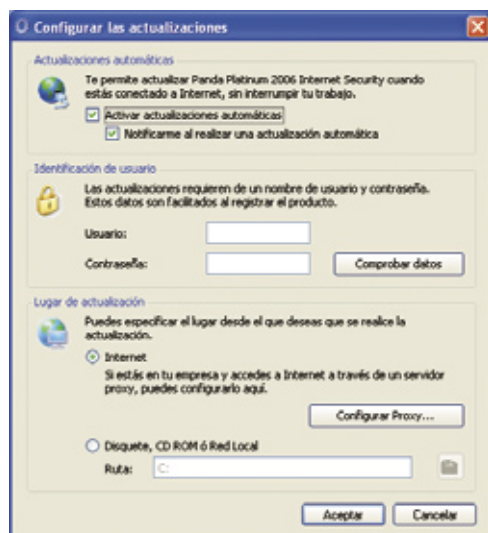 Configurar las actualizaciones
Actualizaciones automáticas
Te permite actualizar Panda Platinum 2006 Internet Security cuando
estás conectado a Internet, sin interrumpir tu trabajo.
Activar actualizaciones automáticas
Notificarme al realizar una actualización automática
Identificación de usuario
Las actualizaciones requieren de un nombre de usuario y contraseña.
Estos datos son facilitados al registrar el producto.
Usuario:
Contraseña:
Comprobar datos
Lugar de actualización
Puedes especificar el lugar desde el que deseas que se realice la
actualización.
Internet
Si estás en tu empresa y accedes a Internet a través de un servidor
proxy, puedes configurarlo aquí.
Configurar Proxy...
Disquete, CD ROM ó Red Local
Ruta: C:
Aceptar Cancelar